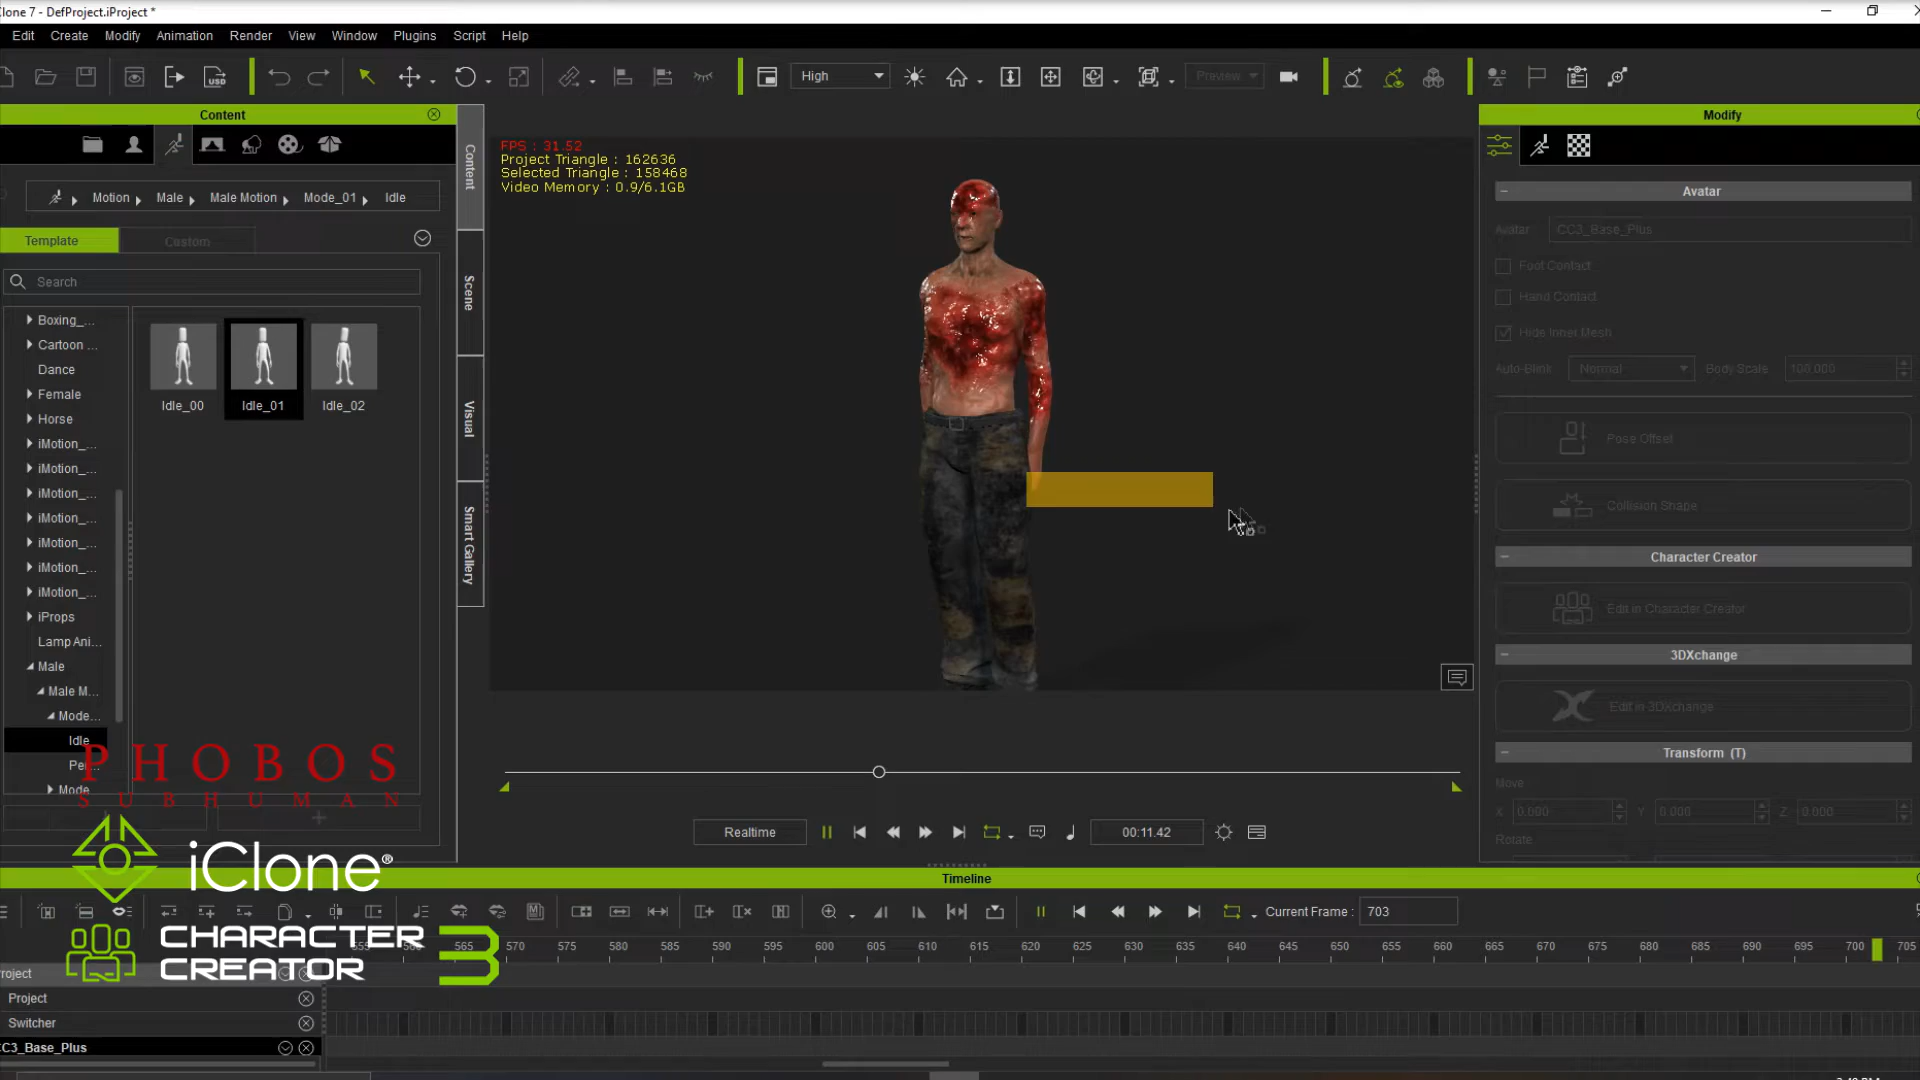 Clone 7 - DefProject.iProject *
Edit Create Modify Animation Render View Window Plugins Script Help
High
Preview
Content
Modify
FPS : 31.52
Project Triangle : 162636
Selected Triangle : 158468
Video Memory : 0.9/6.1GB
Motion Male Male Motion Mode_01 Idle
Template Custom
Search
Boxing_...
Cartoon ...
Dance
Female
Horse
iMotion_...
iMotion_...
iMotion_...
iMotion_...
iMotion_...
iMotion_...
iMotion_...
iProps
Lamp Ani...
Male
Male M...
Mode...
Idle
Per
Mode
Idle_00 Idle_01 Idle_02
Content
Scene
Visual
Smart Gallery
Avatar
Avatar CC3_Base_Plus
Foot Contact
Hand Contact
Hide Inner Mesh
Auto-Blink Normal Body Scale 100.000
Pose Offset
Collision Shape
Character Creator
Edit in Character Creator
3DXchange
Edit in 3DXchange
Transform (T)
Move
X 0.000 Y 0.000 Z 0.000
Rotate
PHOBOS
SUBHUMAN
iClone®
CHARACTER
CREATOR 3
Realtime 00:11.42
Timeline
Current Frame : 703
565 570 575 580 585 590 595 600 605 610 615 620 625 630 635 640 645 650 655 660 665 670 675 680 685 690 695 700 705
roject
Project
Switcher
CC3_Base_Plus